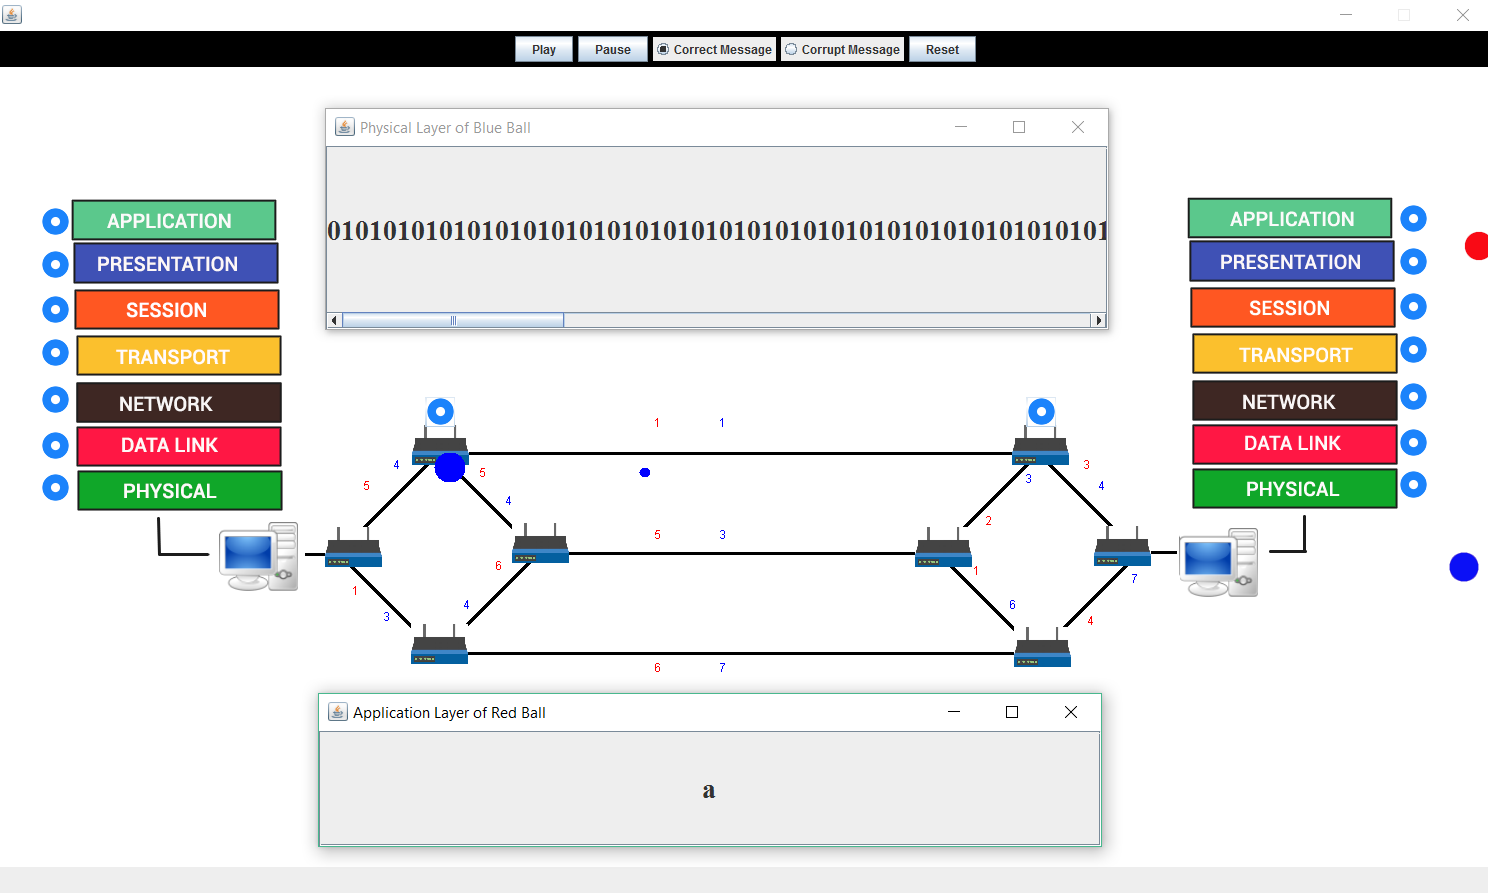 Play Pause Correct Message Corrupt Message Reset
Physical Layer of Blue Ball
01010101010101010101010101010101010101010101010101010101
APPLICATION
PRESENTATION
SESSION
TRANSPORT
NETWORK
DATA LINK
PHYSICAL
APPLICATION
PRESENTATION
SESSION
TRANSPORT
NETWORK
DATA LINK
PHYSICAL
1 1
4 5 3
5 4 3 4
2
5 3
6 1
1 4 6 7
3 4
6 7
Application Layer of Red Ball
a